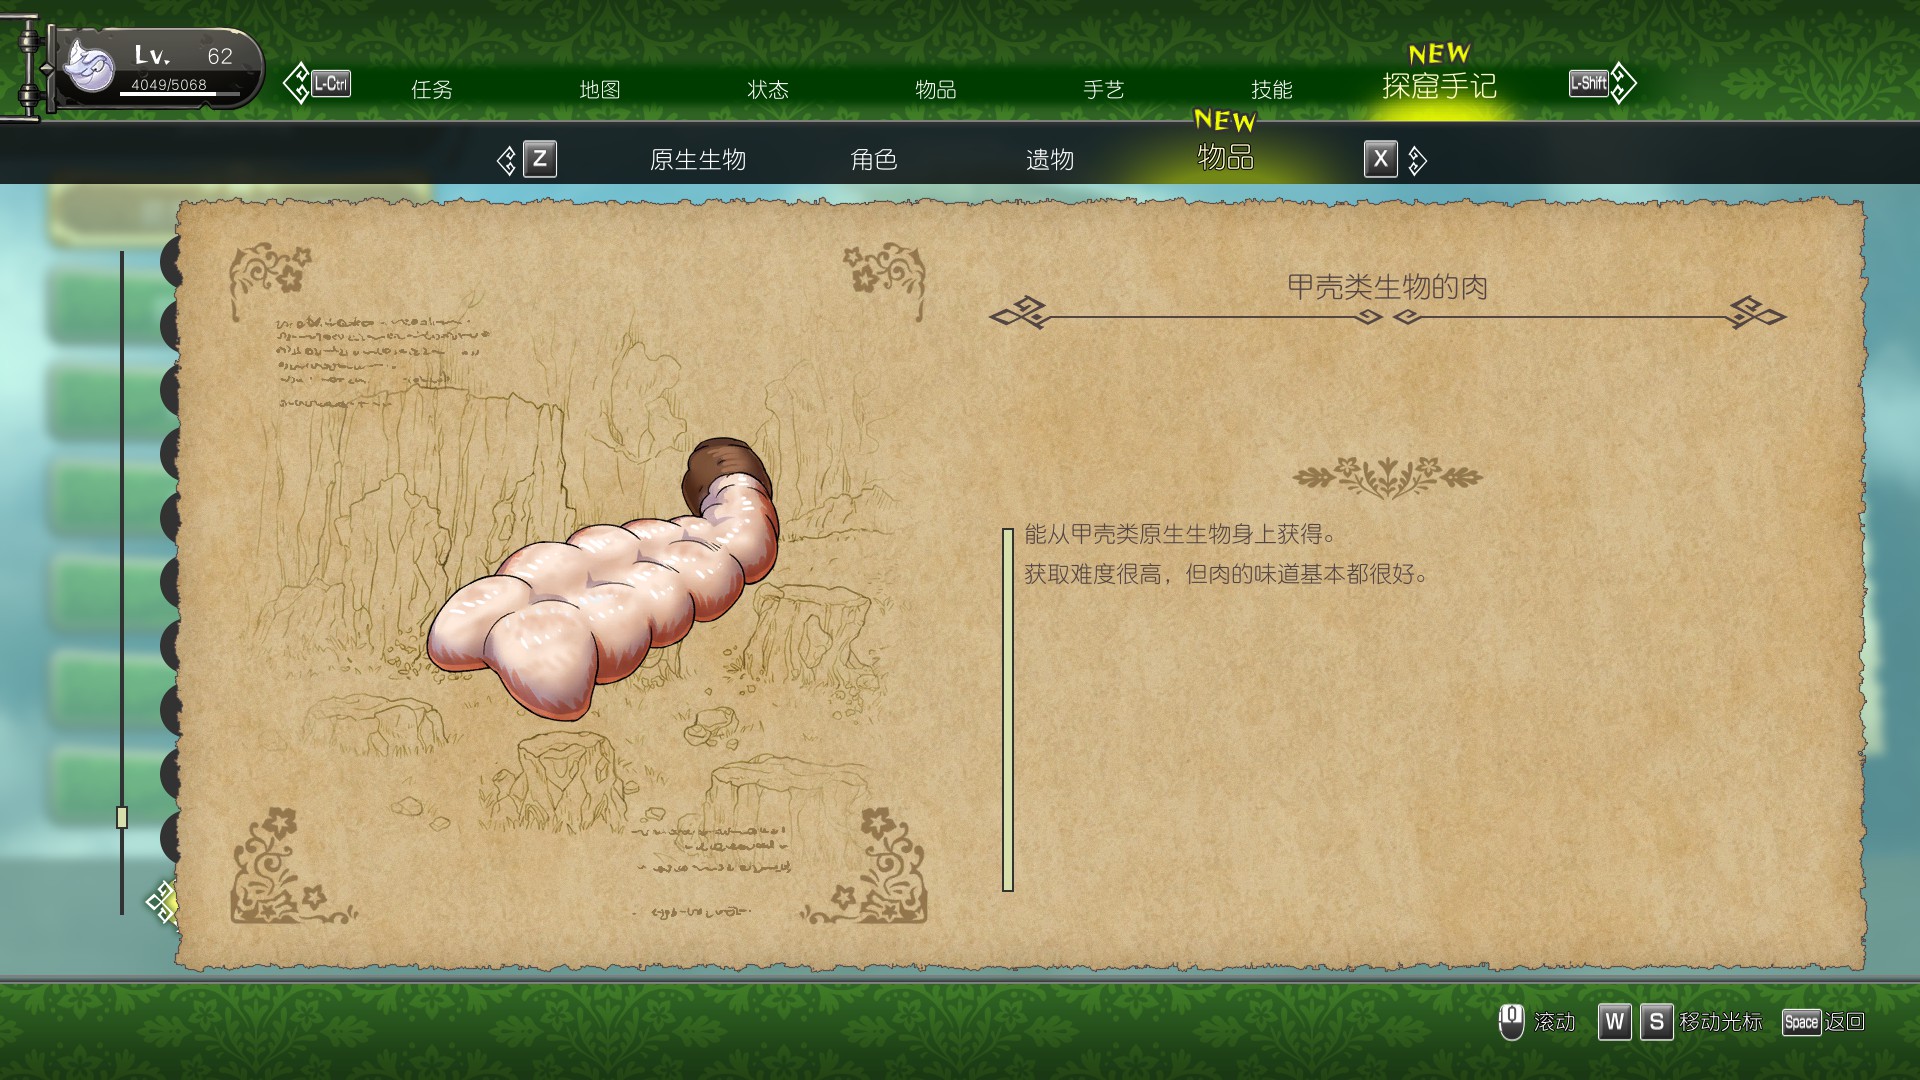 Lv. 62
4049/5068
L-Ctrl
任务
地图
状态
物品
手艺
技能
NEW
探窟手记
L-Shift
Z
原生生物
角色
遗物
NEW
物品
X
甲壳类生物的肉
能从甲壳类原生生物身上获得。
获取难度很高，但肉的味道基本都很好。
滚动
W S 移动光标
Space 返回